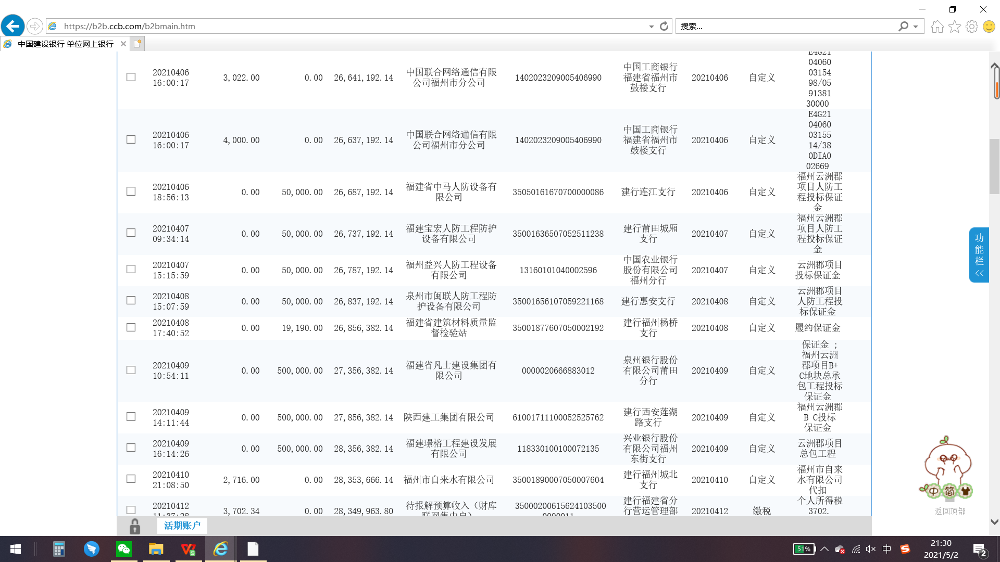 https://b2b.ccb.com/b2bmain.htm
搜索...
中国建设银行 单位网上银行
E4G21
04060
03154
98/05
91381
30000
20210406
16:00:17
3,022.00
0.00
26,641,192.14
中国联合网络通信有限
公司福州市分公司
1402023209005406990
中国工商银行
福建省福州市
鼓楼支行
20210406
自定义
20210406
16:00:17
4,000.00
0.00
26,637,192.14
中国联合网络通信有限
公司福州市分公司
1402023209005406990
中国工商银行
福建省福州市
鼓楼支行
20210406
自定义
E4G21
04060
03155
14/38
0DIA0
02669
20210406
18:56:13
0.00
50,000.00
26,687,192.14
福建省中马人防设备有
限公司
35050161670700000086
建行连江支行
20210406
自定义
福州云洲郡
项目人防工
程投标保证
金
20210407
09:34:14
0.00
50,000.00
26,737,192.14
福建宝宏人防工程防护
设备有限公司
35001636507052511238
建行莆田城厢
支行
20210407
自定义
福州云洲郡
项目人防工
程投标保证
金
20210407
15:15:59
0.00
50,000.00
26,787,192.14
福州益兴人防工程设备
有限公司
13160101040002596
中国农业银行
股份有限公司
福州分行
20210407
自定义
云洲郡项目
投标保证金
20210408
15:07:59
0.00
50,000.00
26,837,192.14
泉州市闽联人防工程防
护设备有限公司
35001656107059221168
建行惠安支行
20210408
自定义
云洲郡项目
人防工程投
标保证金
20210408
17:40:52
0.00
19,190.00
26,856,382.14
福建省建筑材料质量监
督检验站
35001877607050002192
建行福州杨桥
支行
20210408
自定义
履约保证金
20210409
10:54:11
0.00
500,000.00
27,356,382.14
福建省凡士建设集团有
限公司
0000020666883012
泉州银行股份
有限公司莆田
分行
20210409
自定义
保证金 ;
福州云洲
郡项目B+
C地块总承
包工程投标
保证金
20210409
14:11:44
0.00
500,000.00
27,856,382.14
陕西建工集团有限公司
61001711100052525762
建行西安莲湖
路支行
20210409
自定义
福州云洲郡
B C投标
保证金
20210409
16:14:26
0.00
500,000.00
28,356,382.14
福建璟榕工程建设发展
有限公司
118330100100072135
兴业银行股份
有限公司福州
东街支行
20210409
自定义
云洲郡项目
总包工程
20210410
21:08:50
2,716.00
0.00
28,353,666.14
福州市自来水有限公司
35001890007050007604
建行福州城北
支行
20210410
自定义
福州市自来
水有限公司
代扣
20210412
11:37:28
3,702.34
0.00
28,349,963.80
待报解预算收入（财库
联网集中户）
35000200615624103500
0000011
建行福建省分
行营运管理部
20210412
缴税
个人所得税
3702.
功
能
栏
<<
中 简
返回顶部
活期账户
51%
中
21:30
2021/5/2
2